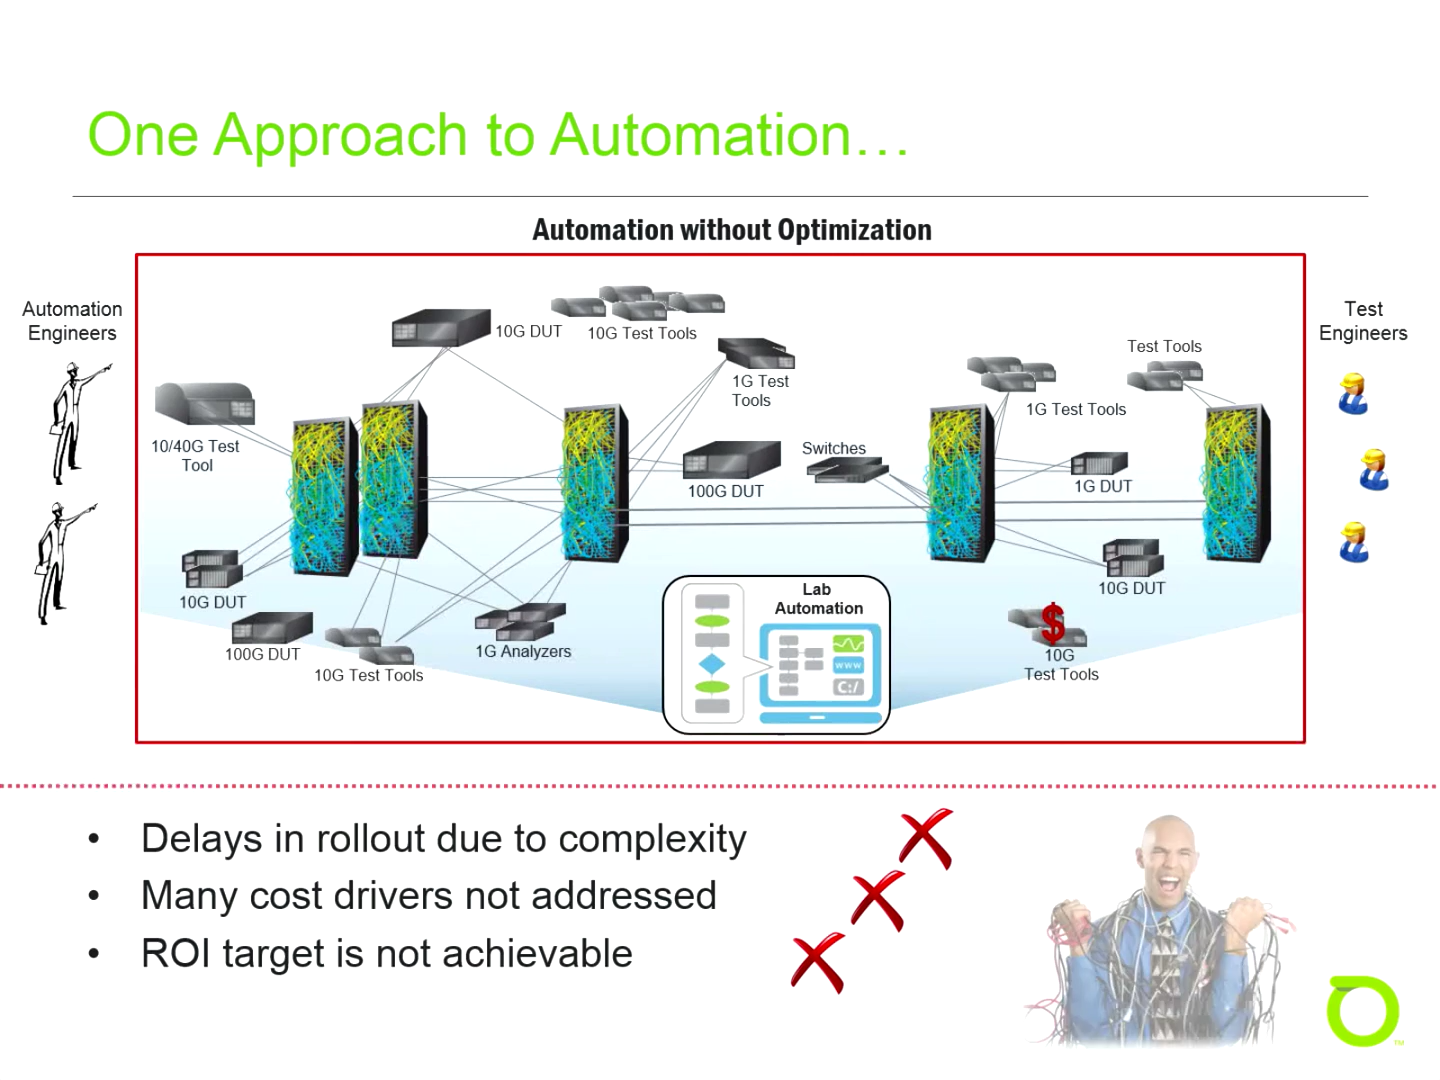 One Approach to Automation…
Automation without Optimization
Automation
Engineers
Test
Engineers
10G DUT
10G Test Tools
1G Test
Tools
Test Tools
1G Test Tools
10/40G Test
Tool
Switches
100G DUT
1G DUT
10G DUT
10G DUT
100G DUT
10G Test Tools
1G Analyzers
Lab
Automation
www
C:/
$
10G
Test Tools
• Delays in rollout due to complexity
• Many cost drivers not addressed
• ROI target is not achievable
TM